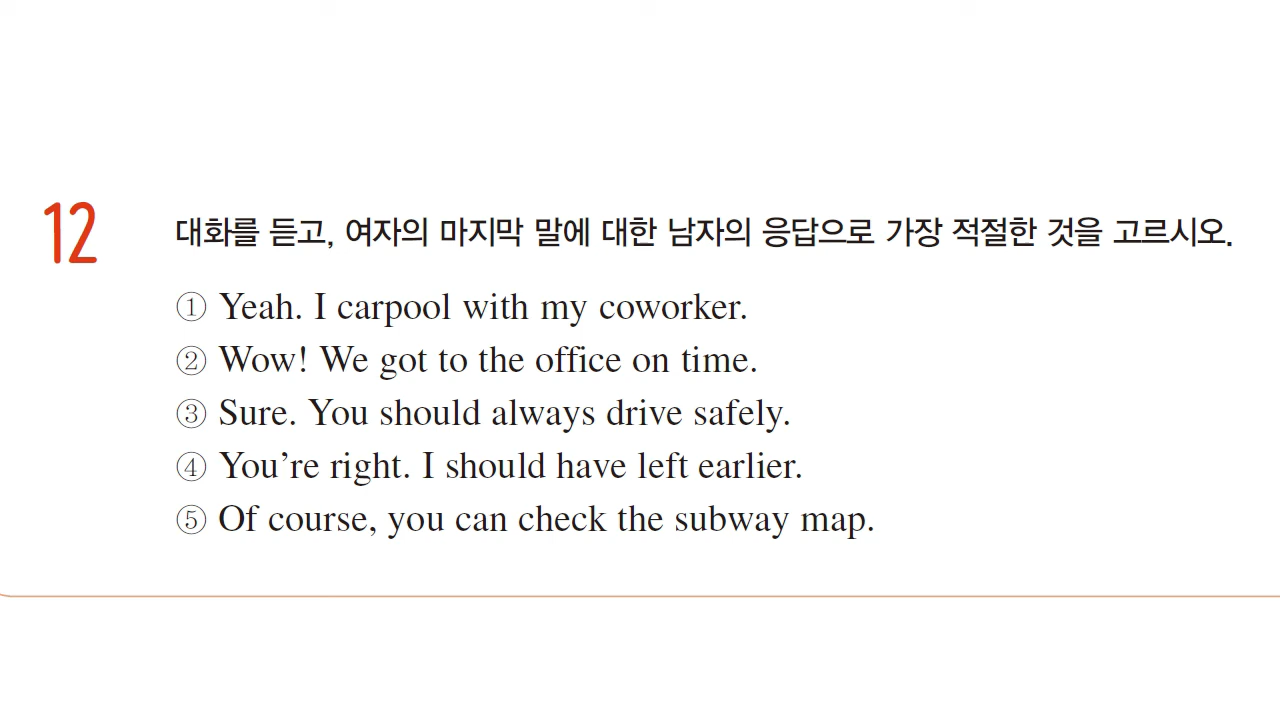 12 대화를 듣고, 여자의 마지막 말에 대한 남자의 응답으로 가장 적절한 것을 고르시오.
① Yeah. I carpool with my coworker.
② Wow! We got to the office on time.
③ Sure. You should always drive safely.
④ You’re right. I should have left earlier.
⑤ Of course, you can check the subway map.